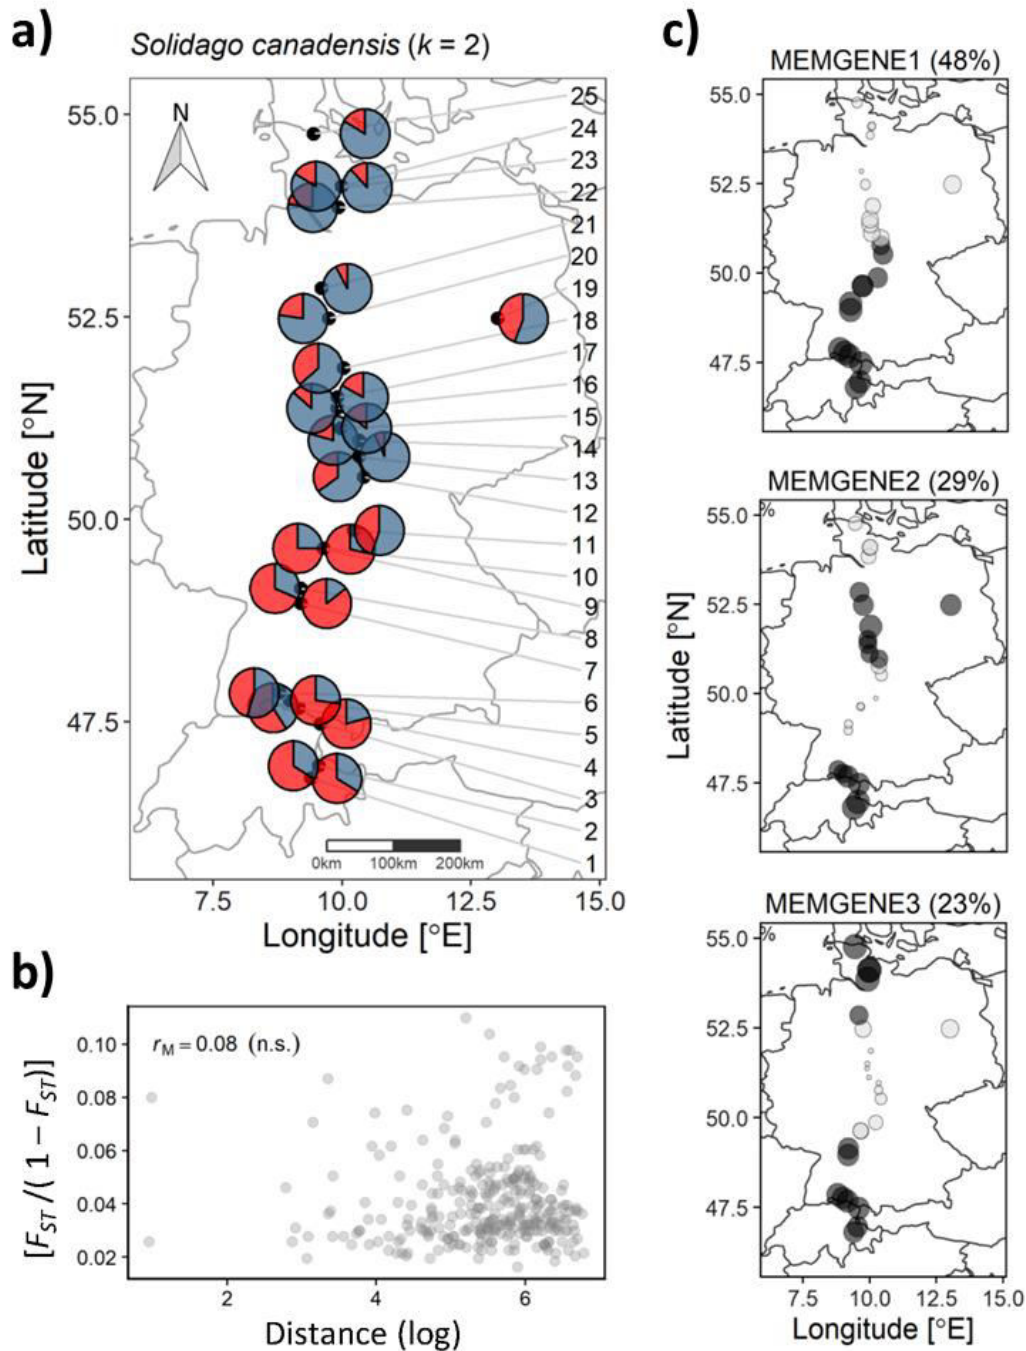 a)
Solidago canadensis (k = 2)
N
55.0
52.5
50.0
47.5
Latitude [°N]
25
24
23
22
21
20
19
18
17
16
15
14
13
12
11
10
9
8
7
6
5
4
3
2
1
0km 100km 200km
7.5 10.0 12.5 15.0
Longitude [°E]
b)
rM = 0.08 (n.s.)
0.10
0.08
0.06
0.04
0.02
[FST /( 1 − FST)]
2 4 6
Distance (log)
c)
MEMGENE1 (48%)
55.0
52.5
50.0
47.5
MEMGENE2 (29%)
%
55.0
52.5
50.0
47.5
Latitude [°N]
MEMGENE3 (23%)
%
55.0
52.5
50.0
47.5
7.5 10.0 12.5 15.0
Longitude [°E]